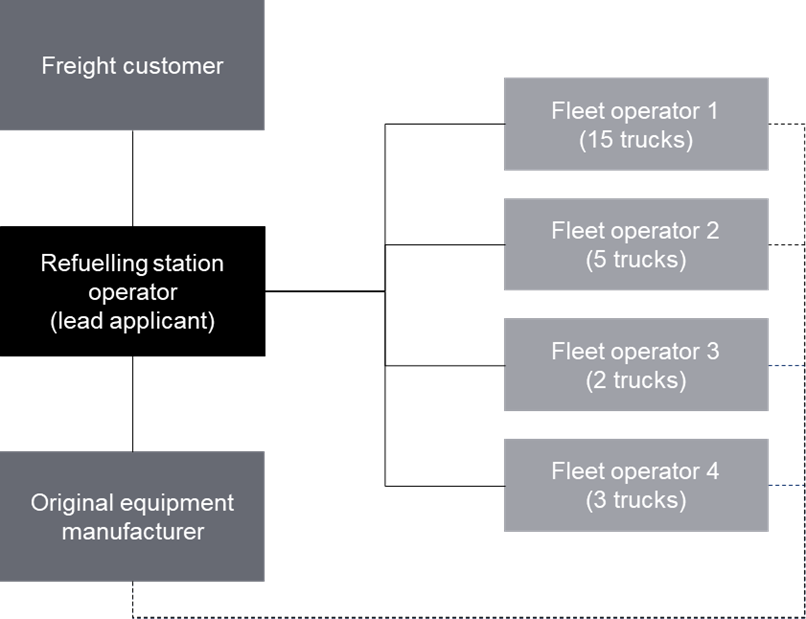 Freight customer
Refuelling station
operator
(lead applicant)
Original equipment
manufacturer
Fleet operator 1
(15 trucks)
Fleet operator 2
(5 trucks)
Fleet operator 3
(2 trucks)
Fleet operator 4
(3 trucks)